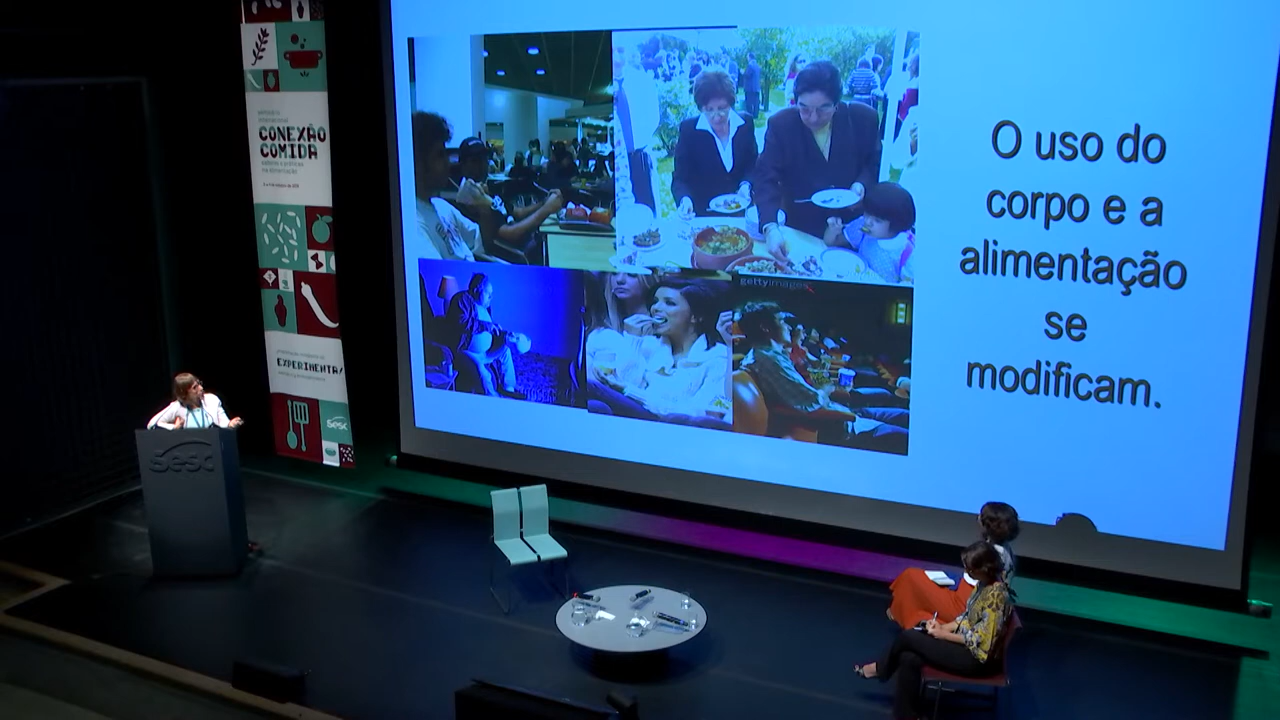 CONEXÃO
COMIDA
EXPERIMENTA!
sesc
sesc
gettyimages
O uso do
corpo e a
alimentação
se
modificam.